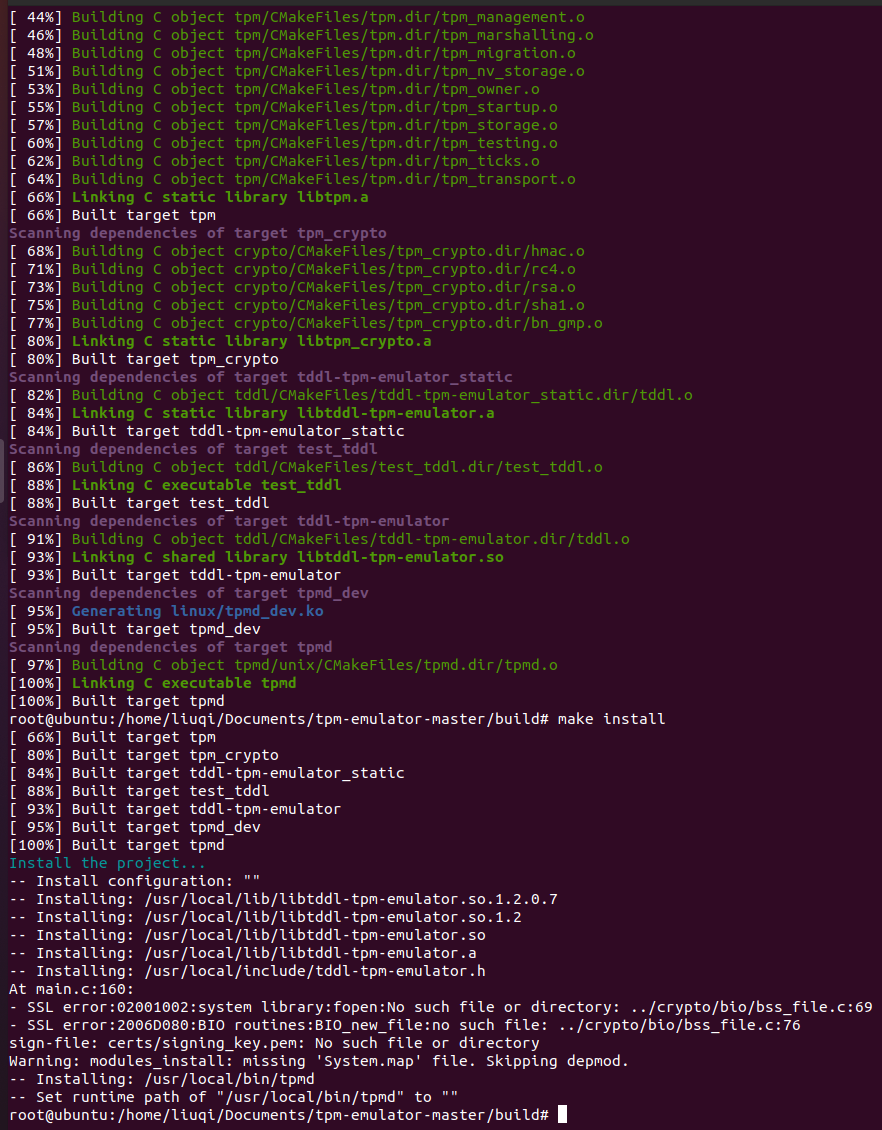 [ 44%] Building C object tpm/CMakeFiles/tpm.dir/tpm_management.o
[ 46%] Building C object tpm/CMakeFiles/tpm.dir/tpm_marshalling.o
[ 48%] Building C object tpm/CMakeFiles/tpm.dir/tpm_migration.o
[ 51%] Building C object tpm/CMakeFiles/tpm.dir/tpm_nv_storage.o
[ 53%] Building C object tpm/CMakeFiles/tpm.dir/tpm_owner.o
[ 55%] Building C object tpm/CMakeFiles/tpm.dir/tpm_startup.o
[ 57%] Building C object tpm/CMakeFiles/tpm.dir/tpm_storage.o
[ 60%] Building C object tpm/CMakeFiles/tpm.dir/tpm_testing.o
[ 62%] Building C object tpm/CMakeFiles/tpm.dir/tpm_ticks.o
[ 64%] Building C object tpm/CMakeFiles/tpm.dir/tpm_transport.o
[ 66%] Linking C static library libtpm.a
[ 66%] Built target tpm
Scanning dependencies of target tpm_crypto
[ 68%] Building C object crypto/CMakeFiles/tpm_crypto.dir/hmac.o
[ 71%] Building C object crypto/CMakeFiles/tpm_crypto.dir/rc4.o
[ 73%] Building C object crypto/CMakeFiles/tpm_crypto.dir/rsa.o
[ 75%] Building C object crypto/CMakeFiles/tpm_crypto.dir/sha1.o
[ 77%] Building C object crypto/CMakeFiles/tpm_crypto.dir/bn_gmp.o
[ 80%] Linking C static library libtpm_crypto.a
[ 80%] Built target tpm_crypto
Scanning dependencies of target tddl-tpm-emulator_static
[ 82%] Building C object tddl/CMakeFiles/tddl-tpm-emulator_static.dir/tddl.o
[ 84%] Linking C static library libtddl-tpm-emulator.a
[ 84%] Built target tddl-tpm-emulator_static
Scanning dependencies of target test_tddl
[ 86%] Building C object tddl/CMakeFiles/test_tddl.dir/test_tddl.o
[ 88%] Linking C executable test_tddl
[ 88%] Built target test_tddl
Scanning dependencies of target tddl-tpm-emulator
[ 91%] Building C object tddl/CMakeFiles/tddl-tpm-emulator.dir/tddl.o
[ 93%] Linking C shared library libtddl-tpm-emulator.so
[ 93%] Built target tddl-tpm-emulator
Scanning dependencies of target tpmd_dev
[ 95%] Generating linux/tpmd_dev.ko
[ 95%] Built target tpmd_dev
Scanning dependencies of target tpmd
[ 97%] Building C object tpmd/unix/CMakeFiles/tpmd.dir/tpmd.o
[100%] Linking C executable tpmd
[100%] Built target tpmd
root@ubuntu:/home/liuqi/Documents/tpm-emulator-master/build# make install
[ 66%] Built target tpm
[ 80%] Built target tpm_crypto
[ 84%] Built target tddl-tpm-emulator_static
[ 88%] Built target test_tddl
[ 93%] Built target tddl-tpm-emulator
[ 95%] Built target tpmd_dev
[100%] Built target tpmd
Install the project...
-- Install configuration: ""
-- Installing: /usr/local/lib/libtddl-tpm-emulator.so.1.2.0.7
-- Installing: /usr/local/lib/libtddl-tpm-emulator.so.1.2
-- Installing: /usr/local/lib/libtddl-tpm-emulator.so
-- Installing: /usr/local/lib/libtddl-tpm-emulator.a
-- Installing: /usr/local/include/tddl-tpm-emulator.h
At main.c:160:
- SSL error:02001002:system library:fopen:No such file or directory: ../crypto/bio/bss_file.c:69
- SSL error:2006D080:BIO routines:BIO_new_file:no such file: ../crypto/bio/bss_file.c:76
sign-file: certs/signing_key.pem: No such file or directory
Warning: modules_install: missing 'System.map' file. Skipping depmod.
-- Installing: /usr/local/bin/tpmd
-- Set runtime path of "/usr/local/bin/tpmd" to ""
root@ubuntu:/home/liuqi/Documents/tpm-emulator-master/build#